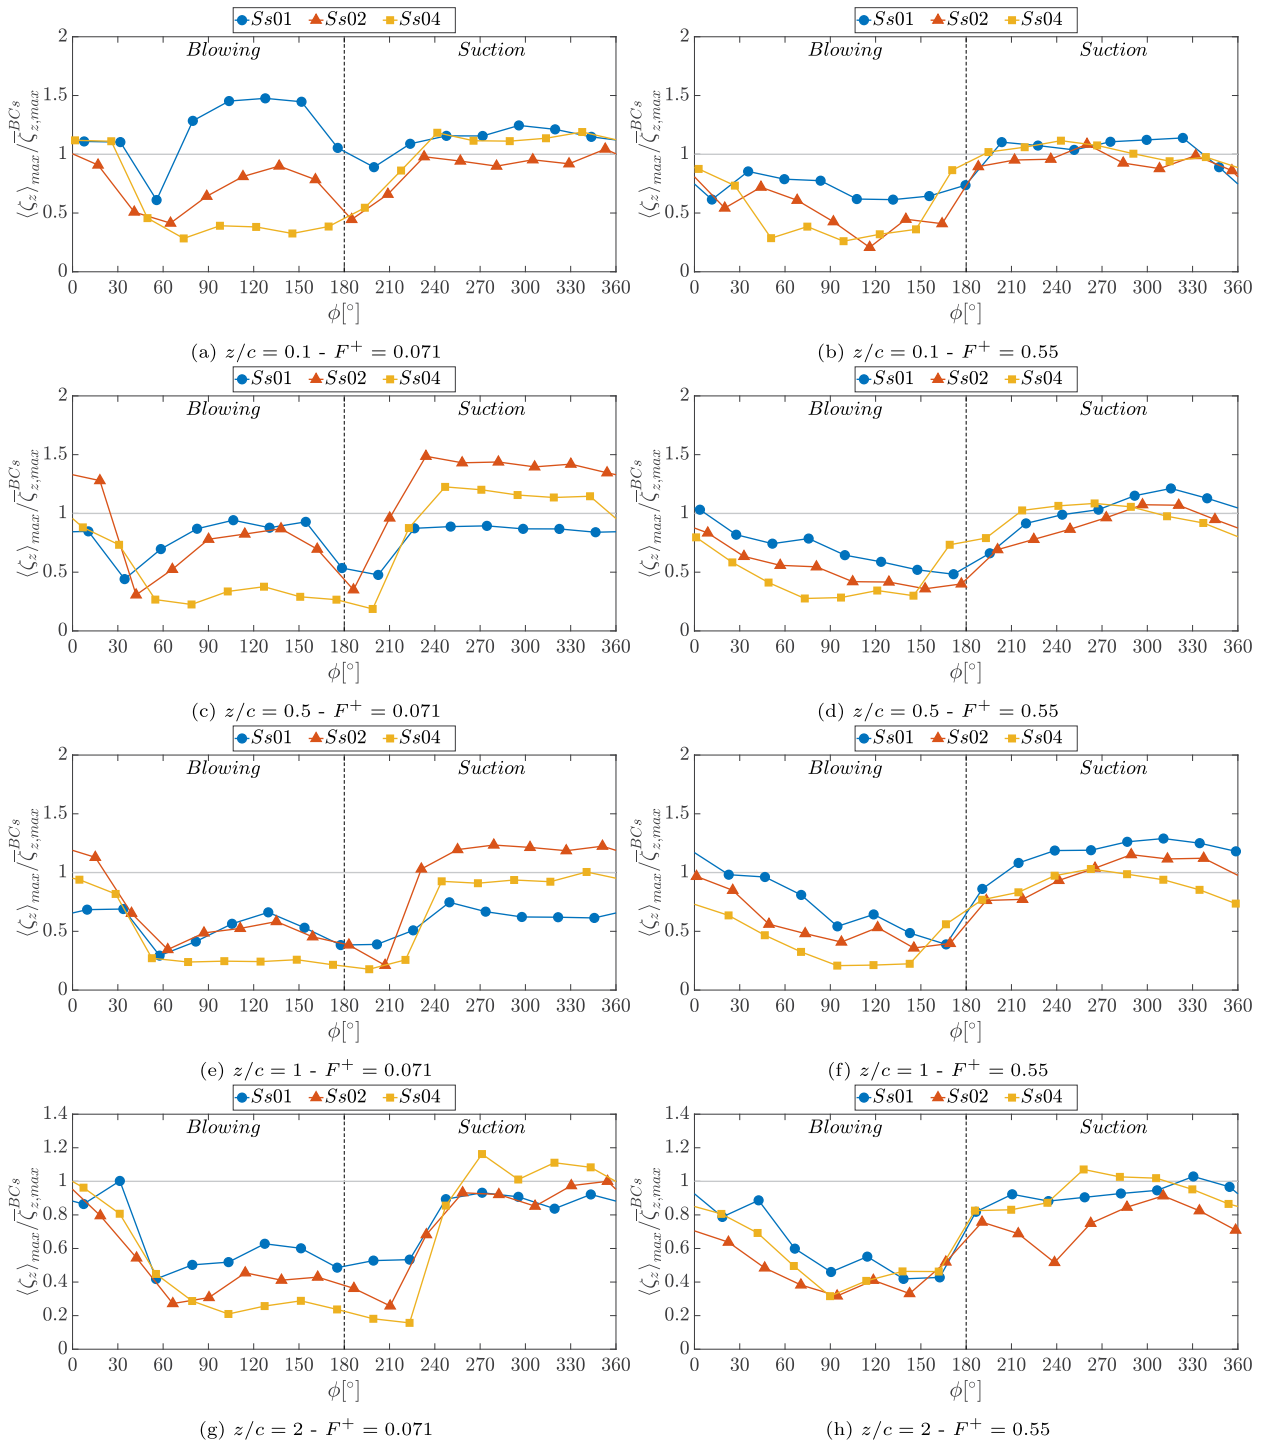 Ss01 Ss02 Ss04
Blowing Suction
⟨ζz⟩max/ζ̄z,max^BCs
2
1.5
1
0.5
0
0 30 60 90 120 150 180 210 240 270 300 330 360
ϕ[°]
(a) z/c = 0.1 - F⁺ = 0.071
Ss01 Ss02 Ss04
Blowing Suction
⟨ζz⟩max/ζ̄z,max^BCs
2
1.5
1
0.5
0
0 30 60 90 120 150 180 210 240 270 300 330 360
ϕ[°]
(b) z/c = 0.1 - F⁺ = 0.55
Ss01 Ss02 Ss04
Blowing Suction
⟨ζz⟩max/ζ̄z,max^BCs
2
1.5
1
0.5
0
0 30 60 90 120 150 180 210 240 270 300 330 360
ϕ[°]
(c) z/c = 0.5 - F⁺ = 0.071
Ss01 Ss02 Ss04
Blowing Suction
⟨ζz⟩max/ζ̄z,max^BCs
2
1.5
1
0.5
0
0 30 60 90 120 150 180 210 240 270 300 330 360
ϕ[°]
(d) z/c = 0.5 - F⁺ = 0.55
Ss01 Ss02 Ss04
Blowing Suction
⟨ζz⟩max/ζ̄z,max^BCs
2
1.5
1
0.5
0
0 30 60 90 120 150 180 210 240 270 300 330 360
ϕ[°]
(e) z/c = 1 - F⁺ = 0.071
Ss01 Ss02 Ss04
Blowing Suction
⟨ζz⟩max/ζ̄z,max^BCs
2
1.5
1
0.5
0
0 30 60 90 120 150 180 210 240 270 300 330 360
ϕ[°]
(f) z/c = 1 - F⁺ = 0.55
Ss01 Ss02 Ss04
Blowing Suction
⟨ζz⟩max/ζ̄z,max^BCs
1.4
1.2
1
0.8
0.6
0.4
0.2
0
0 30 60 90 120 150 180 210 240 270 300 330 360
ϕ[°]
(g) z/c = 2 - F⁺ = 0.071
Ss01 Ss02 Ss04
Blowing Suction
⟨ζz⟩max/ζ̄z,max^BCs
1.4
1.2
1
0.8
0.6
0.4
0.2
0
0 30 60 90 120 150 180 210 240 270 300 330 360
ϕ[°]
(h) z/c = 2 - F⁺ = 0.55